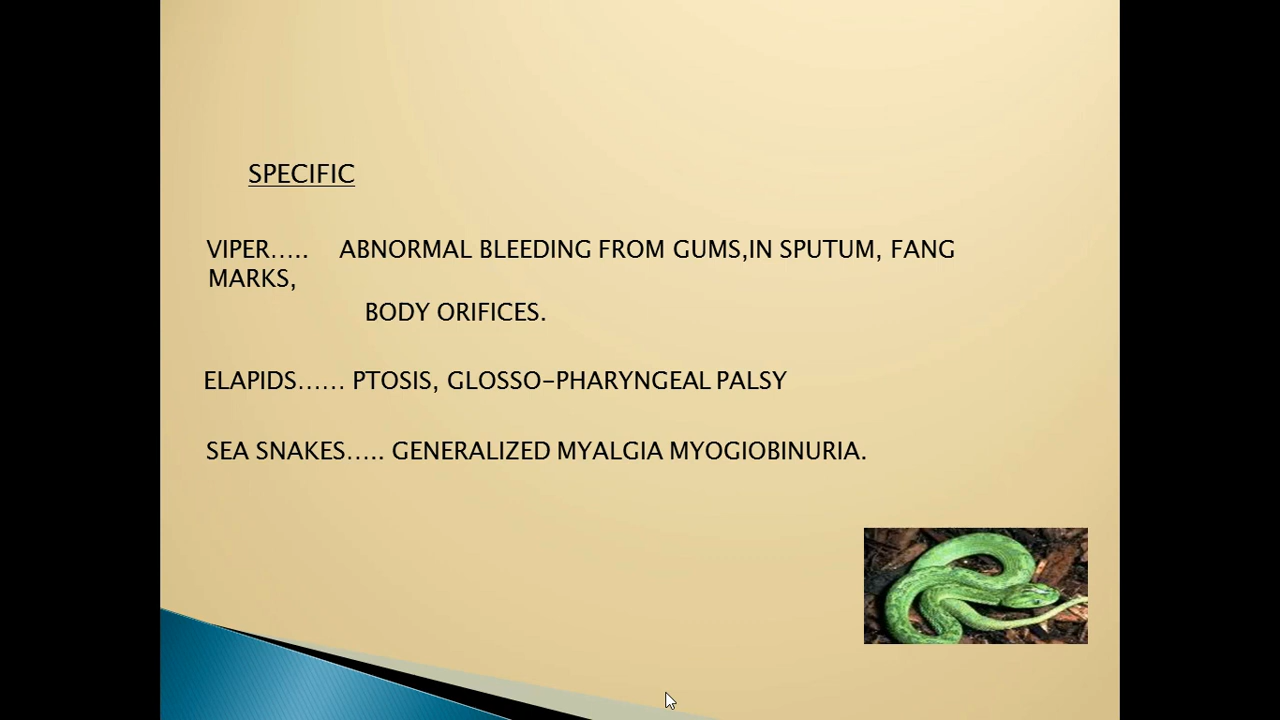 SPECIFIC
VIPER..... ABNORMAL BLEEDING FROM GUMS,IN SPUTUM, FANG
MARKS,
BODY ORIFICES.
ELAPIDS...... PTOSIS, GLOSSO-PHARYNGEAL PALSY
SEA SNAKES..... GENERALIZED MYALGIA MYOGIOBINURIA.